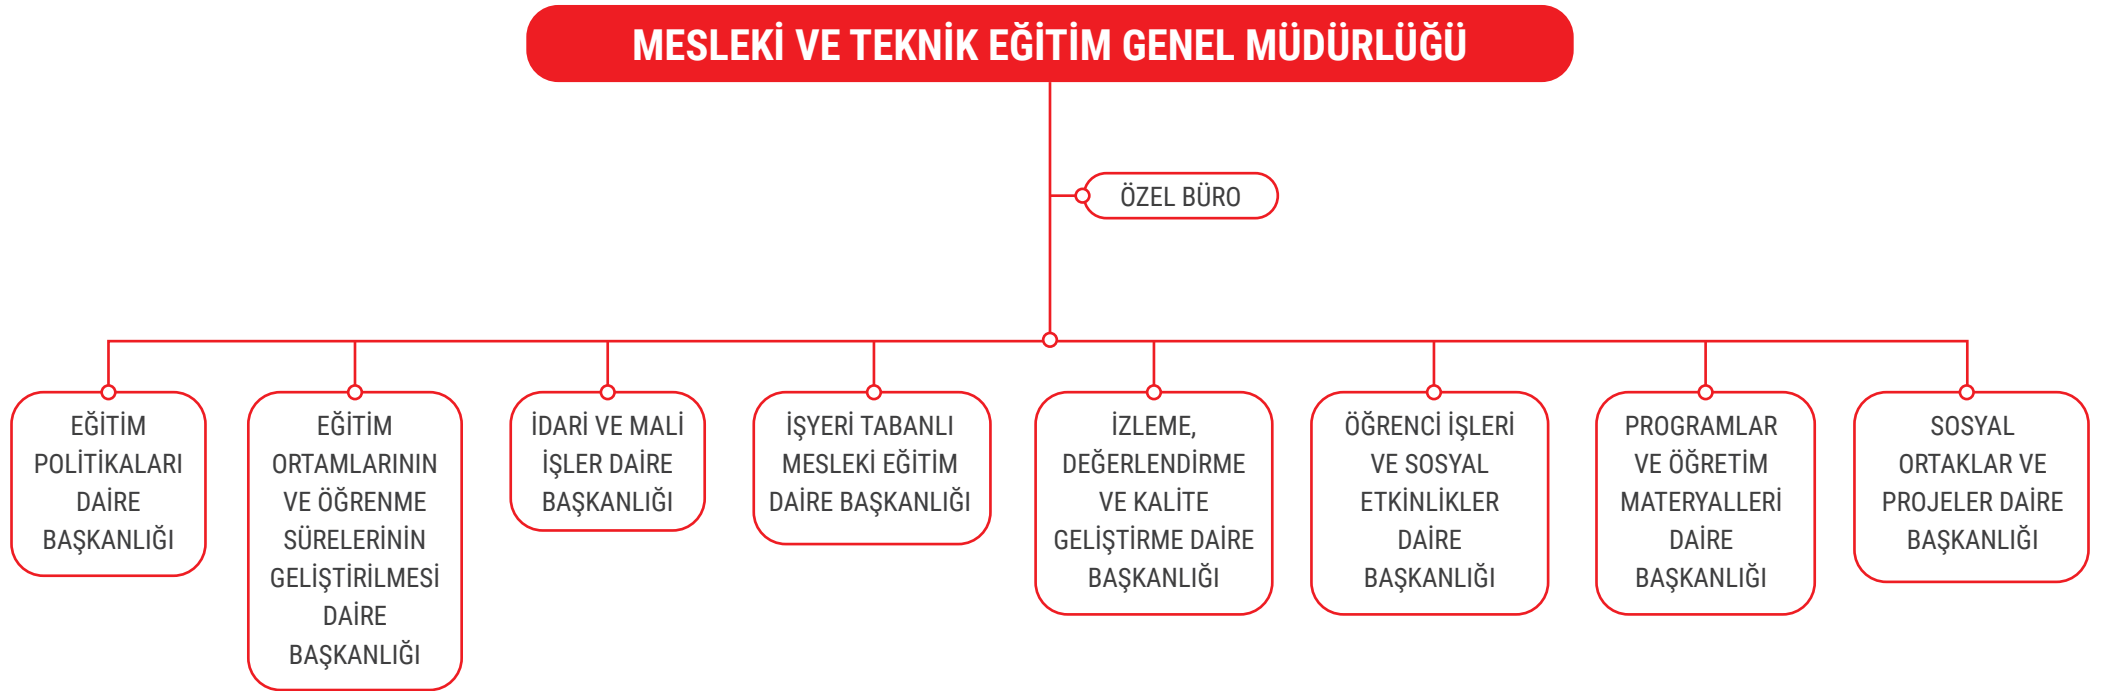 MESLEKİ VE TEKNİK EĞİTİM GENEL MÜDÜRLÜĞÜ
ÖZEL BÜRO
EĞİTİM
POLİTİKALARI
DAİRE
BAŞKANLIĞI
EĞİTİM
ORTAMLARININ
VE ÖĞRENME
SÜRELERİNİN
GELİŞTİRİLMESİ
DAİRE
BAŞKANLIĞI
İDARİ VE MALİ
İŞLER DAİRE
BAŞKANLIĞI
İŞYERİ TABANLI
MESLEKİ EĞİTİM
DAİRE BAŞKANLIĞI
İZLEME,
DEĞERLENDİRME
VE KALİTE
GELİŞTİRME DAİRE
BAŞKANLIĞI
ÖĞRENCİ İŞLERİ
VE SOSYAL
ETKİNLİKLER
DAİRE
BAŞKANLIĞI
PROGRAMLAR
VE ÖĞRETİM
MATERYALLERİ
DAİRE
BAŞKANLIĞI
SOSYAL
ORTAKLAR VE
PROJELER DAİRE
BAŞKANLIĞI